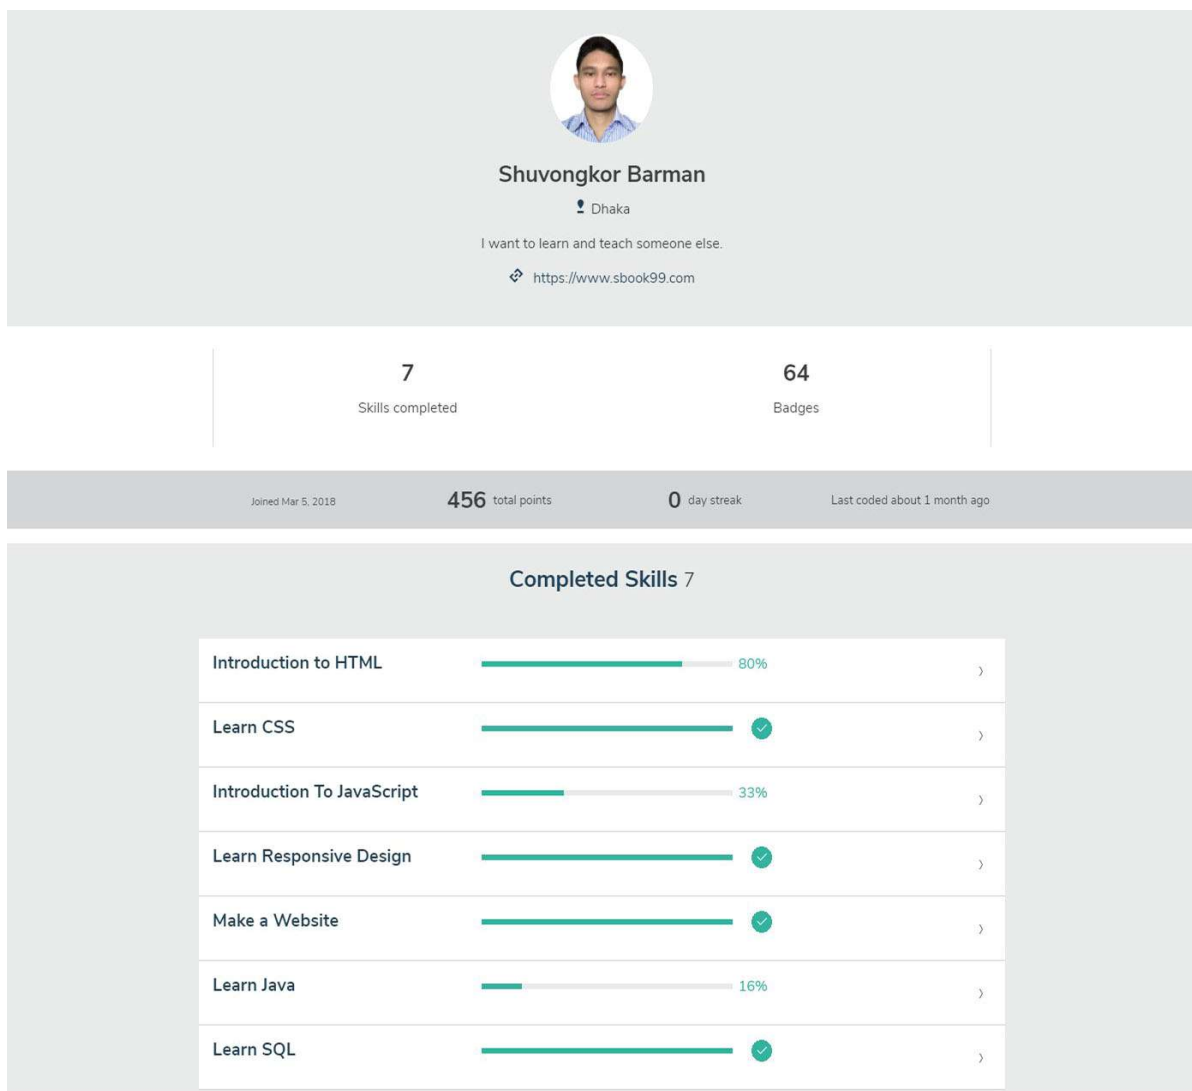 Shuvongkor Barman
Dhaka
I want to learn and teach someone else.
https://www.sbook99.com
7
64
Skills completed
Badges
Joined Mar 5, 2018 456 total points 0 day streak Last coded about 1 month ago
Completed Skills 7
Introduction to HTML 80%
Learn CSS
Introduction To JavaScript 33%
Learn Responsive Design
Make a Website
Learn Java 16%
Learn SQL